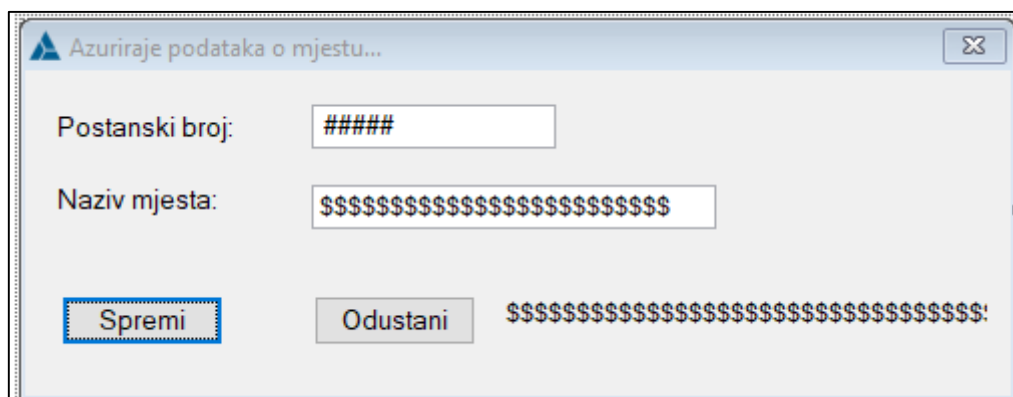 Azuriraje podataka o mjestu...
Postanski broj: #####
Naziv mjesta: $$$$$$$$$$$$$$$$$$$$$$$$$
Spremi Odustani $$$$$$$$$$$$$$$$$$$$$$$$$$$$$$$$$$$